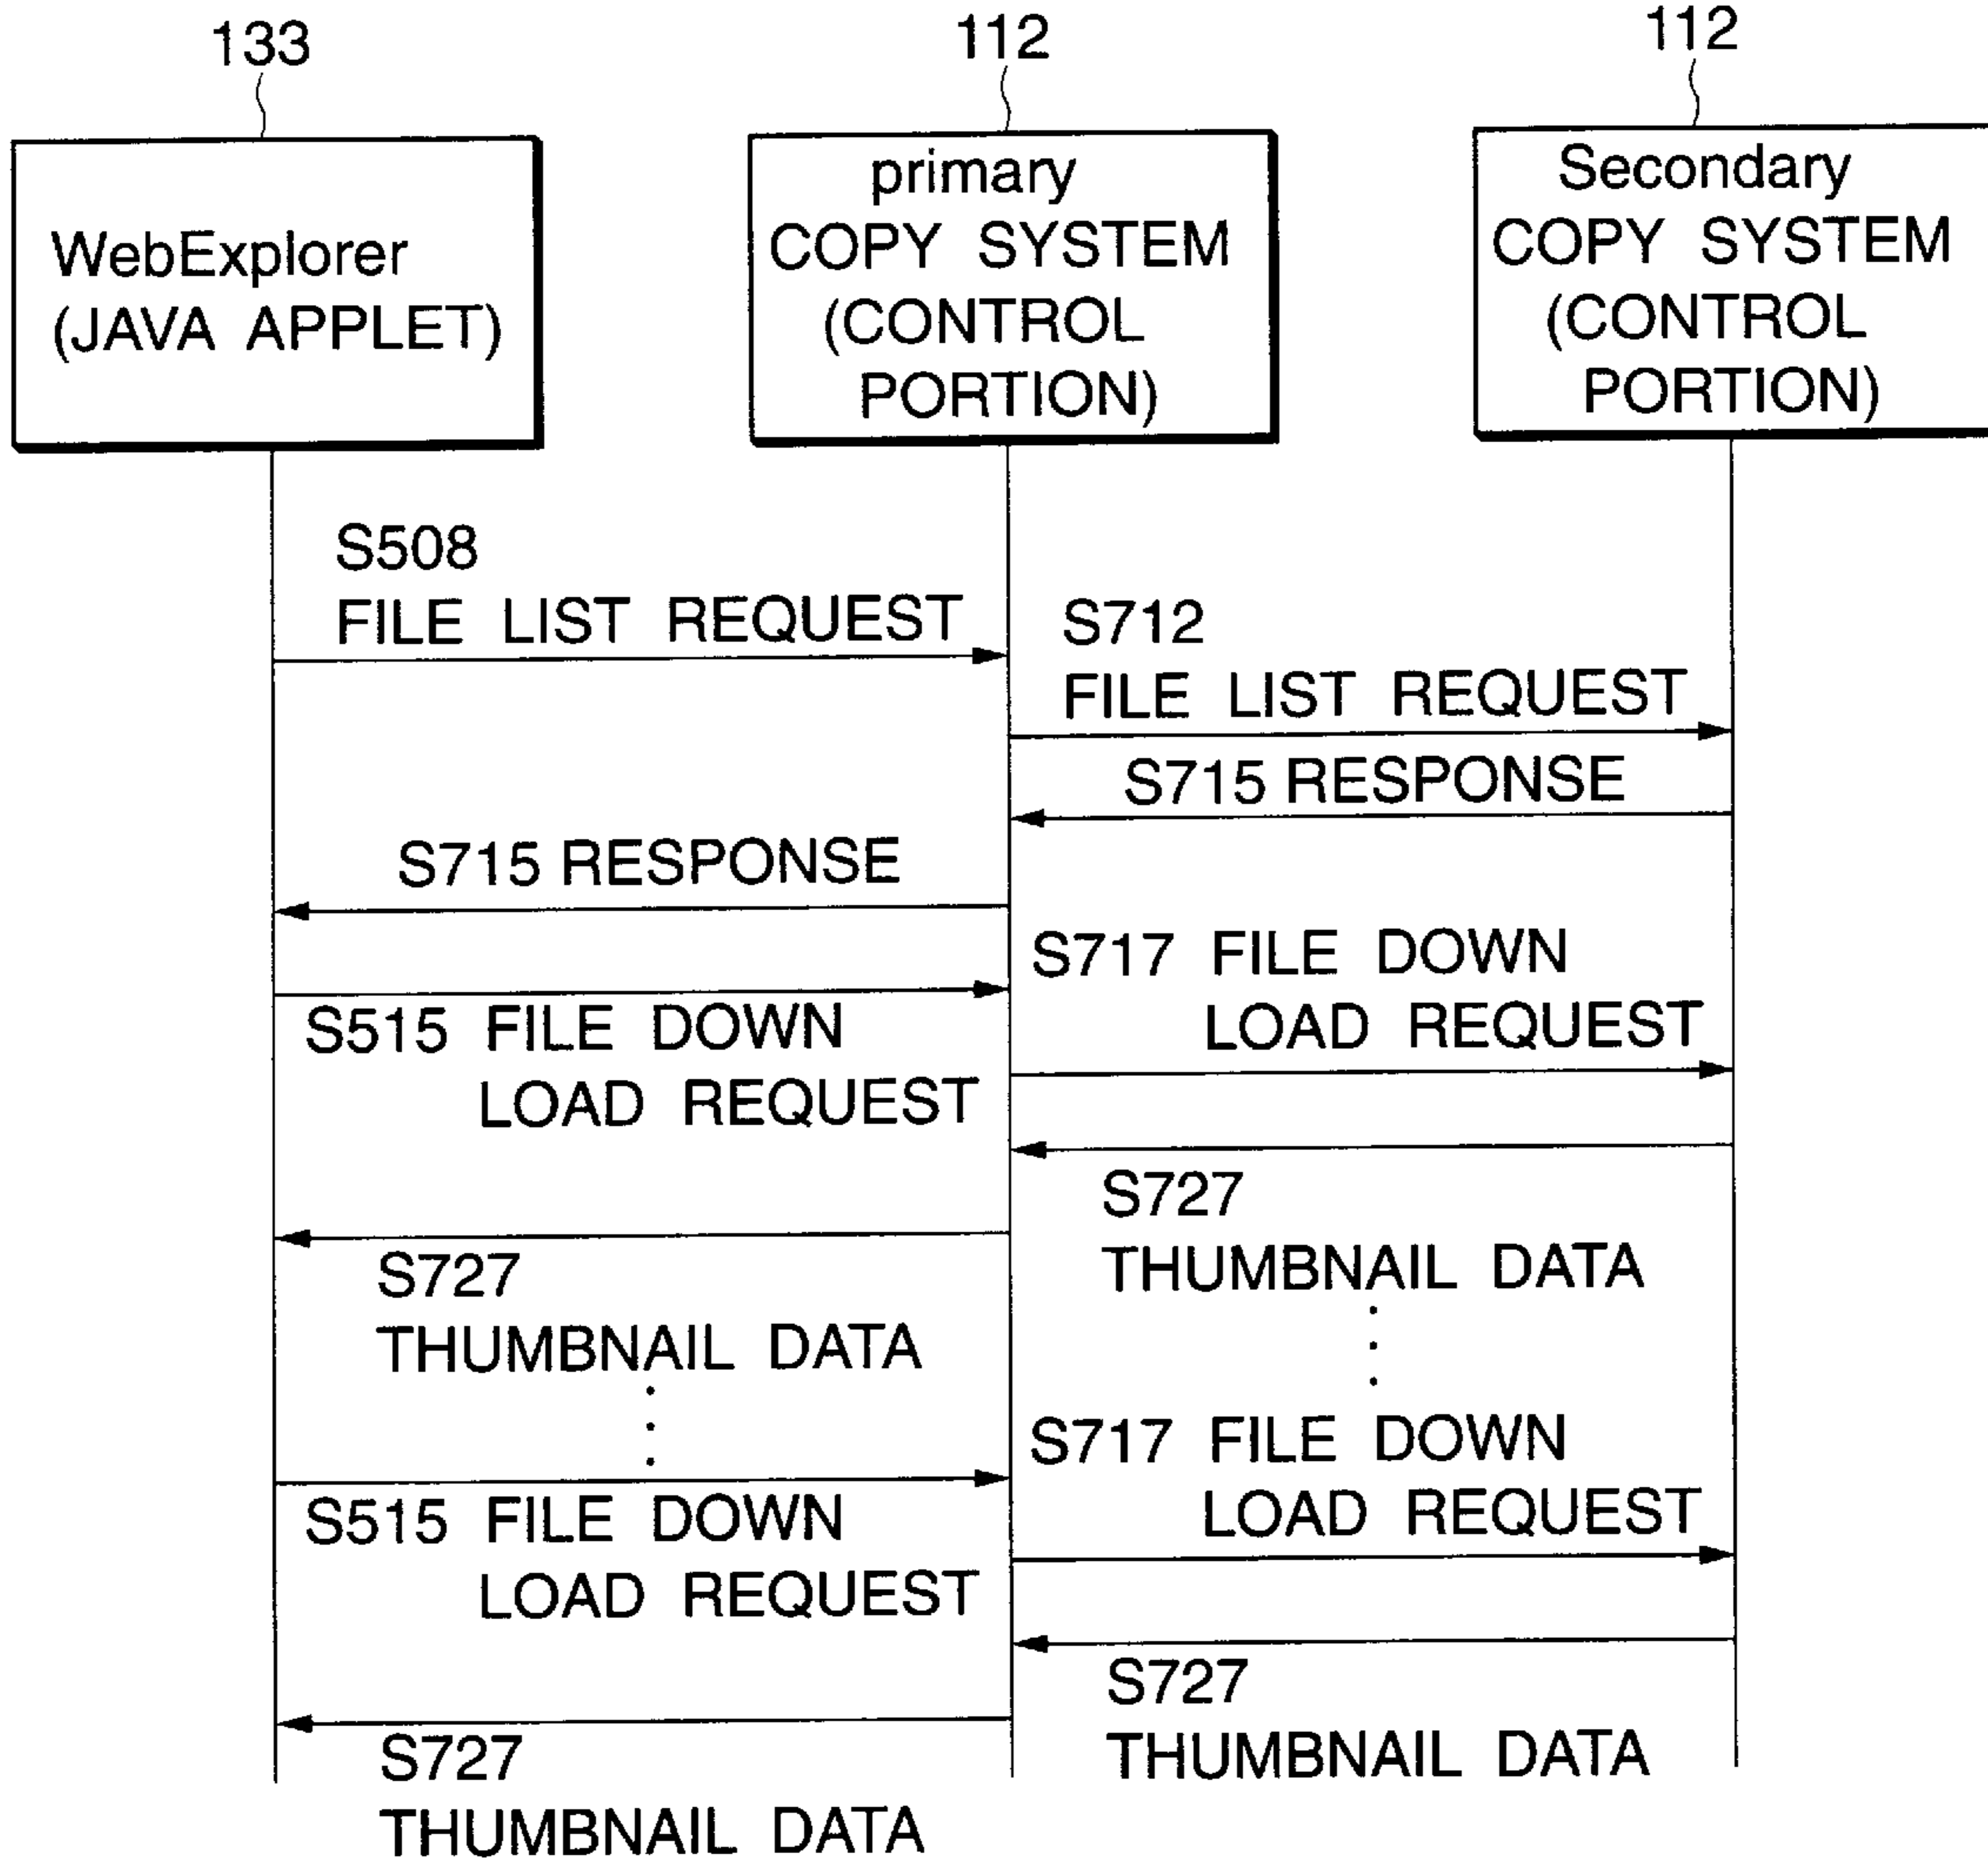 133
112
112
WebExplorer
(JAVA APPLET)
primary
COPY SYSTEM
(CONTROL
PORTION)
Secondary
COPY SYSTEM
(CONTROL
PORTION)
S508
FILE LIST REQUEST
S712
FILE LIST REQUEST
S715 RESPONSE
S715 RESPONSE
S515 FILE DOWN
LOAD REQUEST
S717 FILE DOWN
LOAD REQUEST
S727
THUMBNAIL DATA
S727
THUMBNAIL DATA
S515 FILE DOWN
LOAD REQUEST
S717 FILE DOWN
LOAD REQUEST
S727
THUMBNAIL DATA
S727
THUMBNAIL DATA